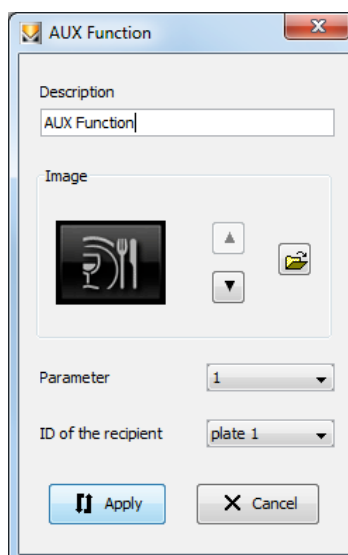 AUX Function
Description
AUX Function
Image
Parameter 1
ID of the recipient plate 1
Apply Cancel